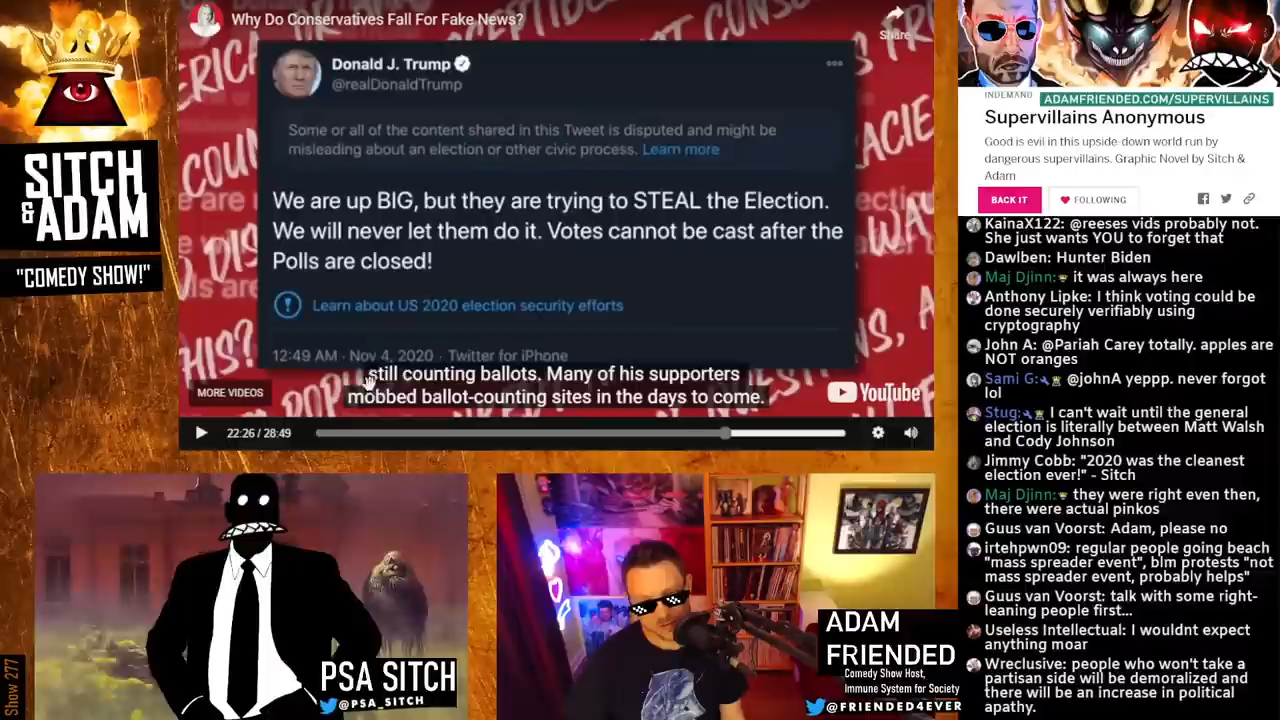 Why Do Conservatives Fall For Fake News?
Share
Donald J. Trump
@realDonaldTrump
Some or all of the content shared in this Tweet is disputed and might be
misleading about an election or other civic process. Learn more
We are up BIG, but they are trying to STEAL the Election.
We will never let them do it. Votes cannot be cast after the
Polls are closed!
Learn about US 2020 election security efforts
12:49 AM · Nov 4, 2020 · Twitter for iPhone
still counting ballots. Many of his supporters
mobbed ballot-counting sites in the days to come.
MORE VIDEOS
YouTube
22:26 / 28:49
SITCH
& ADAM
"COMEDY SHOW!"
Show 277
PSA SITCH
@PSA_SITCH
ADAM
FRIENDED
Comedy Show Host,
Immune System for Society
@FRIENDED4EVER
INDEMAND
ADAMFRIENDED.COM/SUPERVILLAINS
Supervillains Anonymous
Good is evil in this upside-down world run by
dangerous supervillains. Graphic Novel by Sitch &
Adam
BACK IT
FOLLOWING
KainaX122: @reeses vids probably not.
She just wants YOU to forget that
Dawlben: Hunter Biden
Maj Djinn: it was always here
Anthony Lipke: I think voting could be
done securely verifiably using
cryptography
John A: @Pariah Carey totally. apples are
NOT oranges
Sami G: @johnA yeppp. never forgot
lol
Stug: I can't wait until the general
election is literally between Matt Walsh
and Cody Johnson
Jimmy Cobb: "2020 was the cleanest
election ever!" - Sitch
Maj Djinn: they were right even then,
there were actual pinkos
Guus van Voorst: Adam, please no
irtehpwn09: regular people going beach
"mass spreader event", blm protests "not
mass spreader event, probably helps"
Guus van Voorst: talk with some right-
leaning people first...
Useless Intellectual: I wouldnt expect
anything moar
Wreclusive: people who won't take a
partisan side will be demoralized and
there will be an increase in political
apathy.